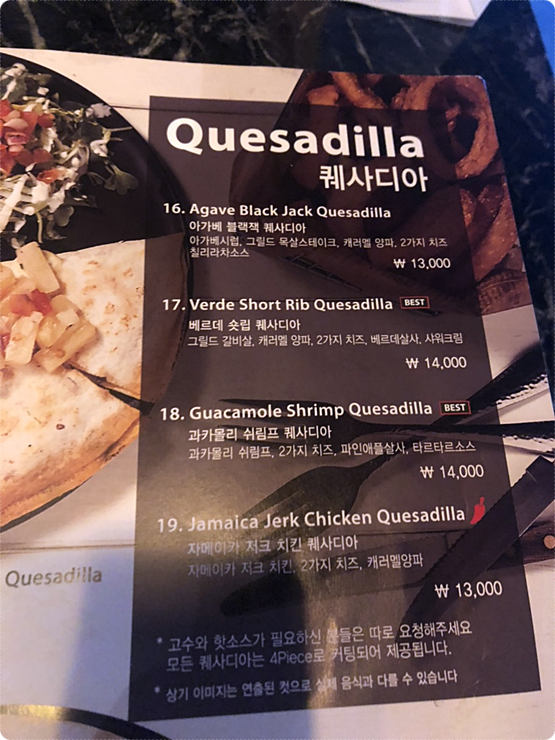 Quesadilla
퀘사디아
16. Agave Black Jack Quesadilla
아가베 블랙잭 퀘사디아
아가베시럽, 그릴드 목살스테이크, 캐러멜 양파, 2가지 치즈
칠리라차소스
₩ 13,000
17. Verde Short Rib Quesadilla BEST
베르데 숏립 퀘사디아
그릴드 갈비살, 캐러멜 양파, 2가지 치즈, 베르데살사, 사워크림
₩ 14,000
18. Guacamole Shrimp Quesadilla BEST
과카몰리 쉬림프 퀘사디아
과카몰리 쉬림프, 2가지 치즈, 파인애플살사, 타르타르소스
₩ 14,000
19. Jamaica Jerk Chicken Quesadilla
자메이카 저크 치킨 퀘사디아
자메이카 저크 치킨, 2가지 치즈, 캐러멜양파
₩ 13,000
Quesadilla
* 고수와 핫소스가 필요하신 분들은 따로 요청해주세요
모든 퀘사디아는 4Piece로 커팅되어 제공됩니다.
* 상기 이미지는 연출된 컷으로 실제 음식과 다를 수 있습니다